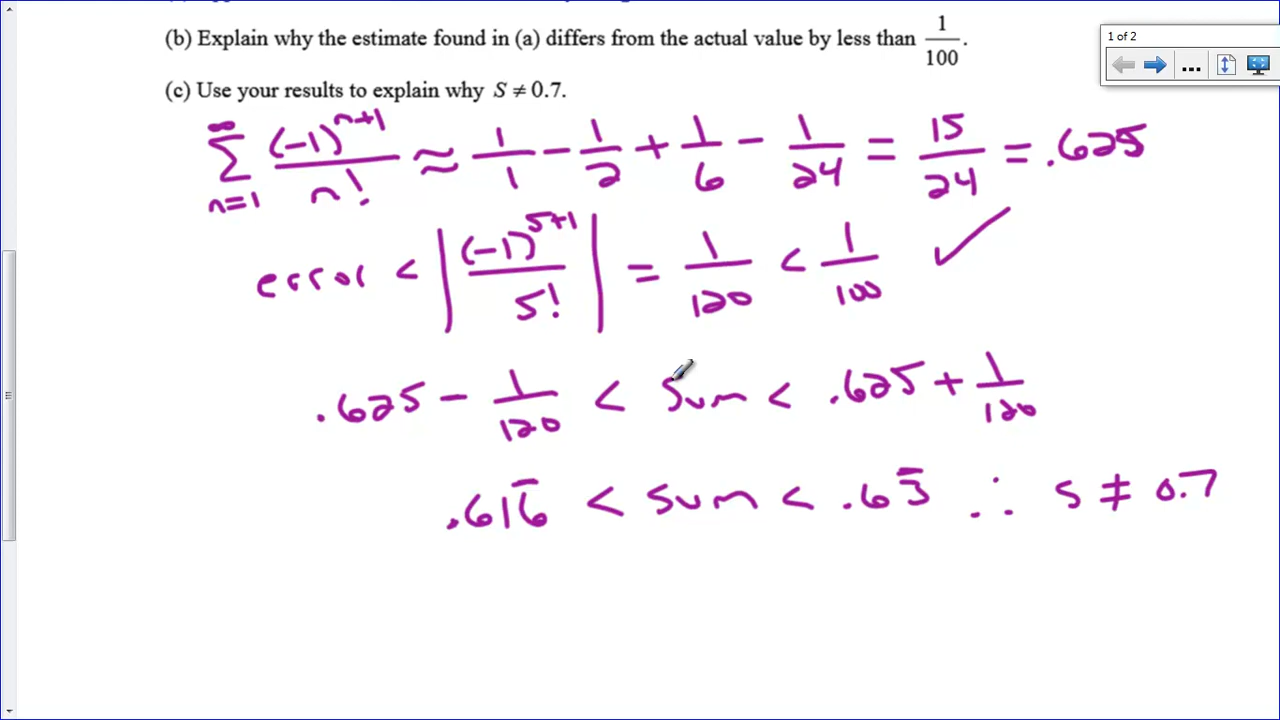 (b) Explain why the estimate found in (a) differs from the actual value by less than 1/100.
1 of 2
(c) Use your results to explain why S ≠ 0.7.
∑_{n=1}^{∞} (-1)^{n+1}/n! ≈ 1/1 - 1/2 + 1/6 - 1/24 = 15/24 = .625
error < |(-1)^{5+1}/5!| = 1/120 < 1/100 ✓
.625 - 1/120 < Sum < .625 + 1/120
.616̅ < Sum < .63̅ ∴ S ≠ 0.7